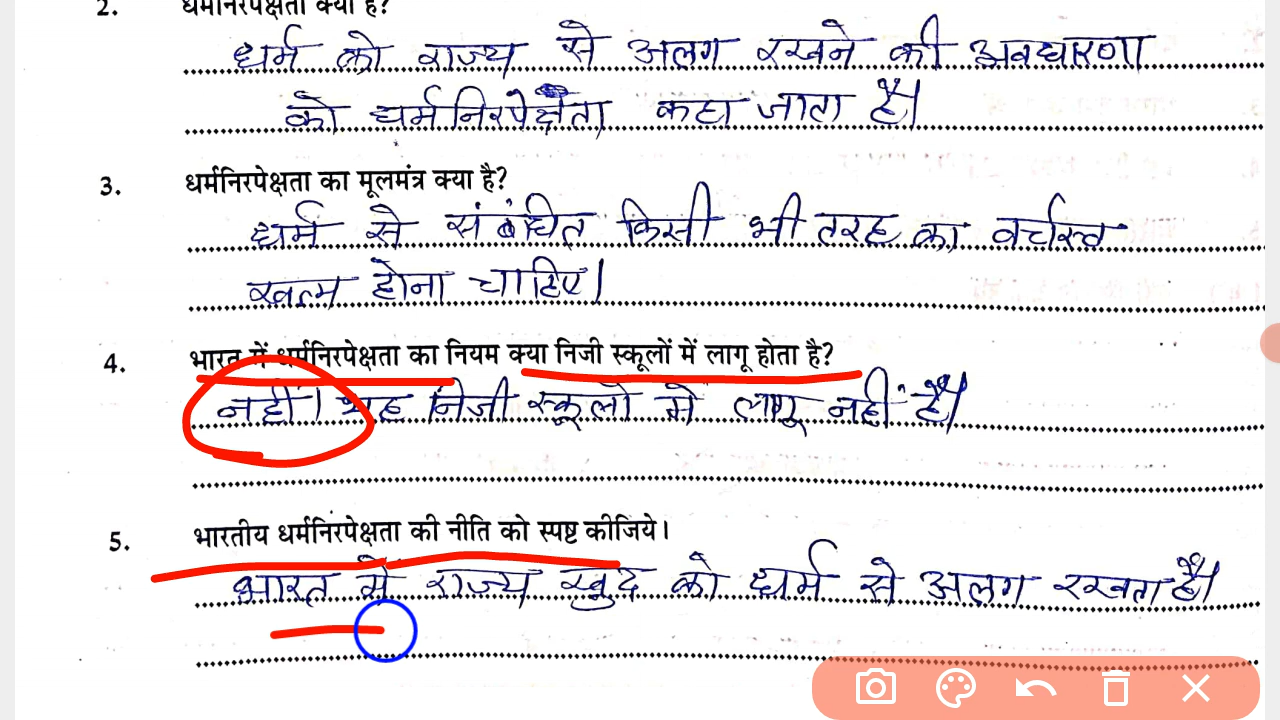 2. धर्मनिरपेक्षता क्या है?
धर्म को राज्य से अलग रखने की अवधारणा
को धर्मनिरपेक्षता कहा जाता है।
3. धर्मनिरपेक्षता का मूलमंत्र क्या है?
धर्म से संबंधित किसी भी तरह का वर्चस्व
खत्म होना चाहिए।
4. भारत में धर्मनिरपेक्षता का नियम क्या निजी स्कूलों में लागू होता है?
नहीं। यह निजी स्कूलों में लागू नहीं है।
5. भारतीय धर्मनिरपेक्षता की नीति को स्पष्ट कीजिये।
भारत में राज्य खुद को धर्म से अलग रखता है।